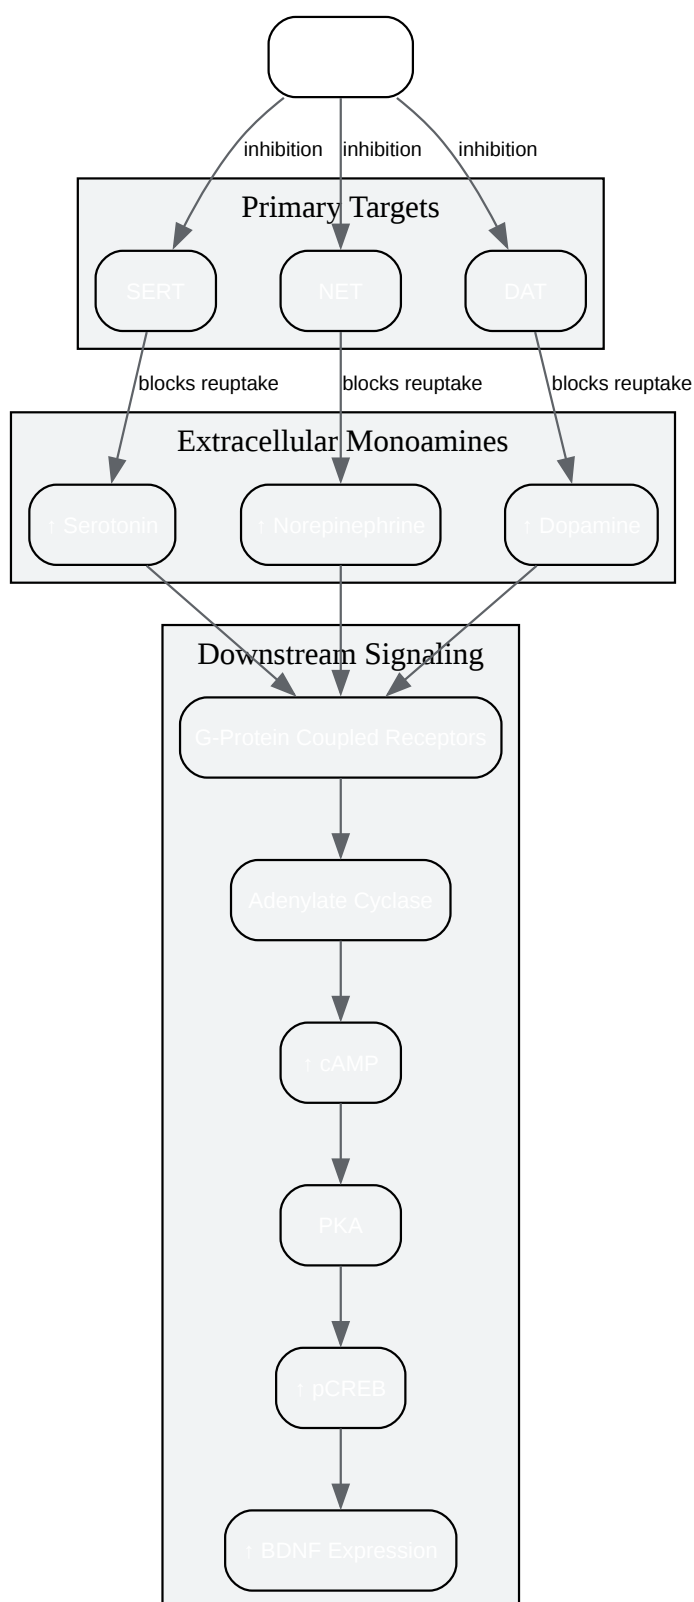 inhibition inhibition inhibition
Primary Targets
SERT NET DAT
blocks reuptake blocks reuptake blocks reuptake
Extracellular Monoamines
↑ Serotonin ↑ Norepinephrine ↑ Dopamine
Downstream Signaling
G-Protein Coupled Receptors
Adenylate Cyclase
↑ cAMP
PKA
↑ pCREB
↑ BDNF Expression